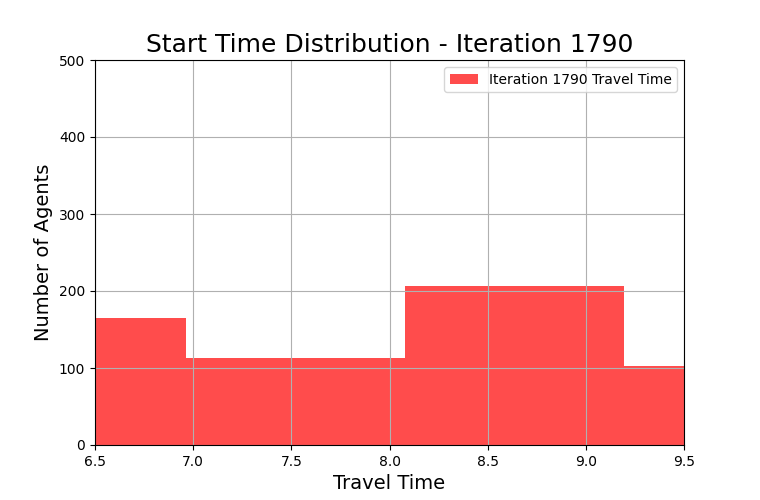 Start Time Distribution - Iteration 1790
Iteration 1790 Travel Time
Number of Agents
500
400
300
200
100
0
6.5 7.0 7.5 8.0 8.5 9.0 9.5
Travel Time